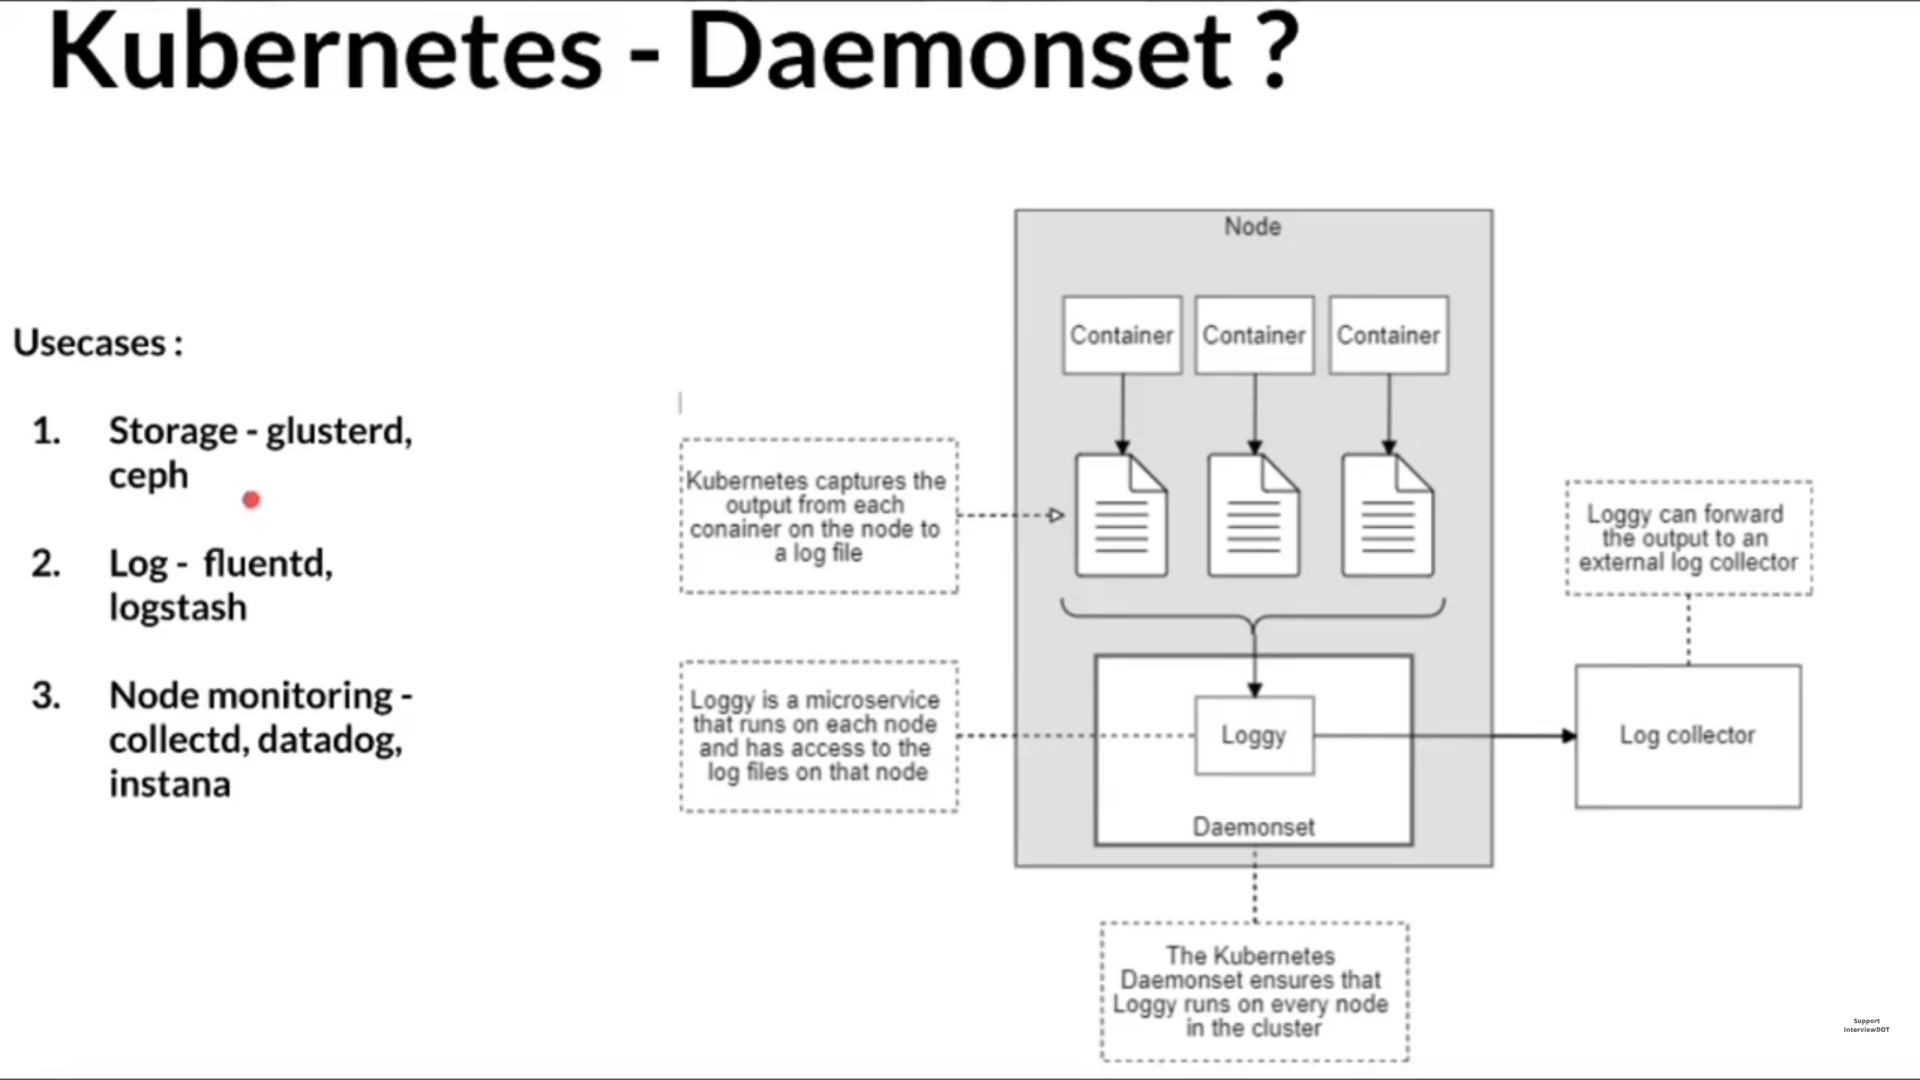 Kubernetes - Daemonset ?
Usecases :
1. Storage - glusterd,
ceph
2. Log - fluentd,
logstash
3. Node monitoring -
collectd, datadog,
instana
Node
Container Container Container
Kubernetes captures the
output from each
conainer on the node to
a log file
Loggy can forward
the output to an
external log collector
Loggy is a microservice
that runs on each node
and has access to the
log files on that node
Loggy
Daemonset
Log collector
The Kubernetes
Daemonset ensures that
Loggy runs on every node
in the cluster
Support
InterviewDOT